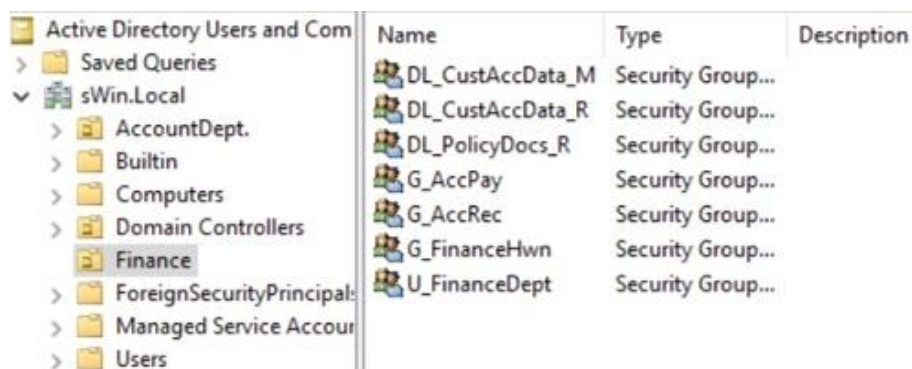 Active Directory Users and Com
Saved Queries
sWin.Local
AccountDept.
Builtin
Computers
Domain Controllers
Finance
ForeignSecurityPrincipals
Managed Service Accour
Users
Name Type Description
DL_CustAccData_M Security Group...
DL_CustAccData_R Security Group...
DL_PolicyDocs_R Security Group...
G_AccPay Security Group...
G_AccRec Security Group...
G_FinanceHwn Security Group...
U_FinanceDept Security Group...